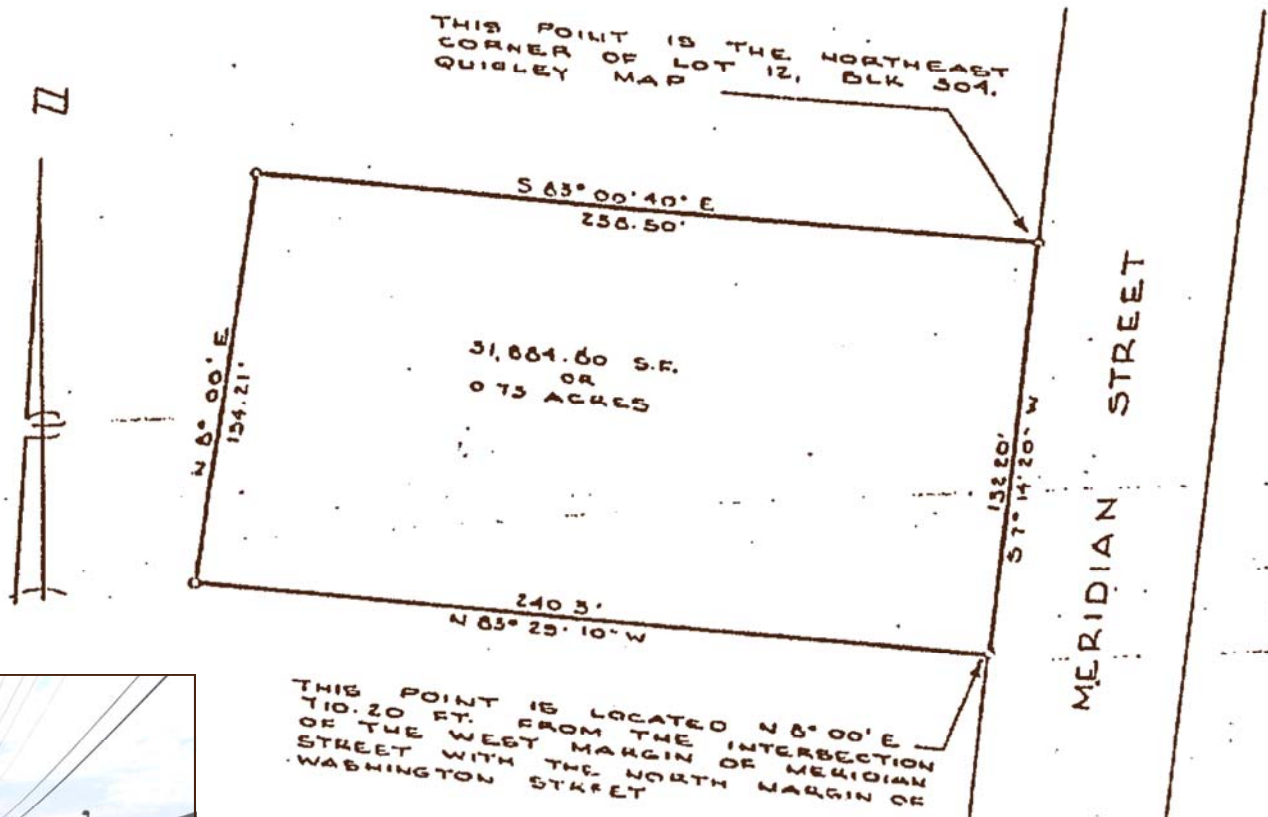 THIS POINT IS THE NORTHEAST
CORNER OF LOT 12, BLK 304.
QUIGLEY MAP
N
S 83° 00' 40" E
238.50'
31,884.80 S.F.
OR
0.73 ACRES
N 8° 00' E
134.21'
132.20'
S 7° 14' 20" W
MERIDIAN STREET
240.3'
N 83° 29' 10" W
THIS POINT IS LOCATED N 8° 00' E
710.20 FT. FROM THE INTERSECTION
OF THE WEST MARGIN OF MERIDIAN
STREET WITH THE NORTH MARGIN OF
WASHINGTON STREET